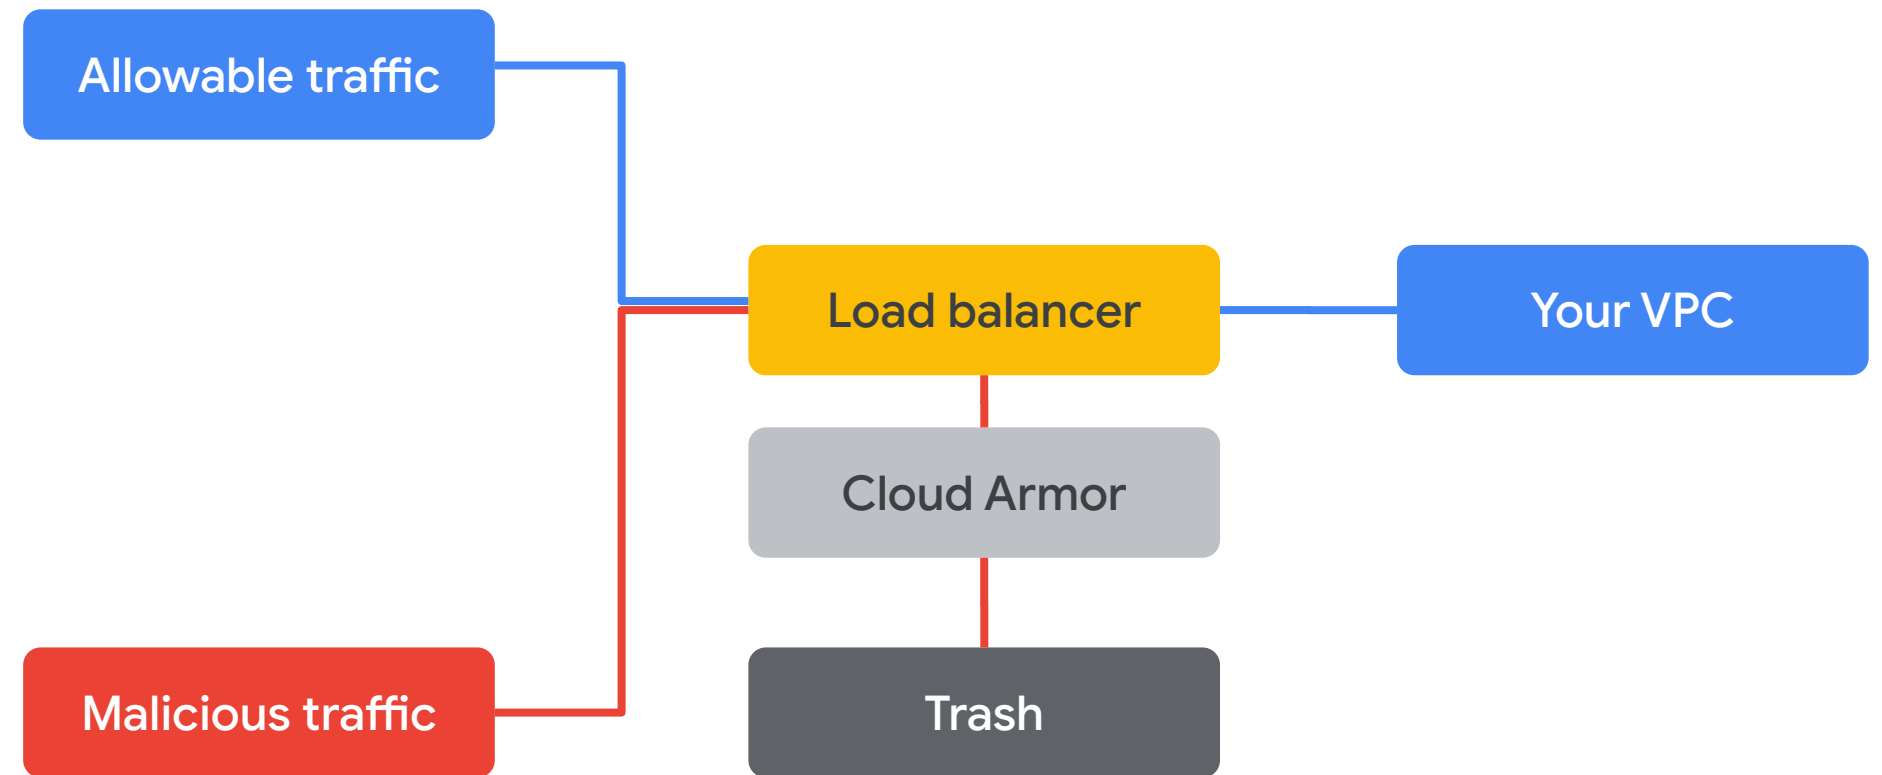 Allowable traffic
Load balancer
Your VPC
Cloud Armor
Malicious traffic
Trash